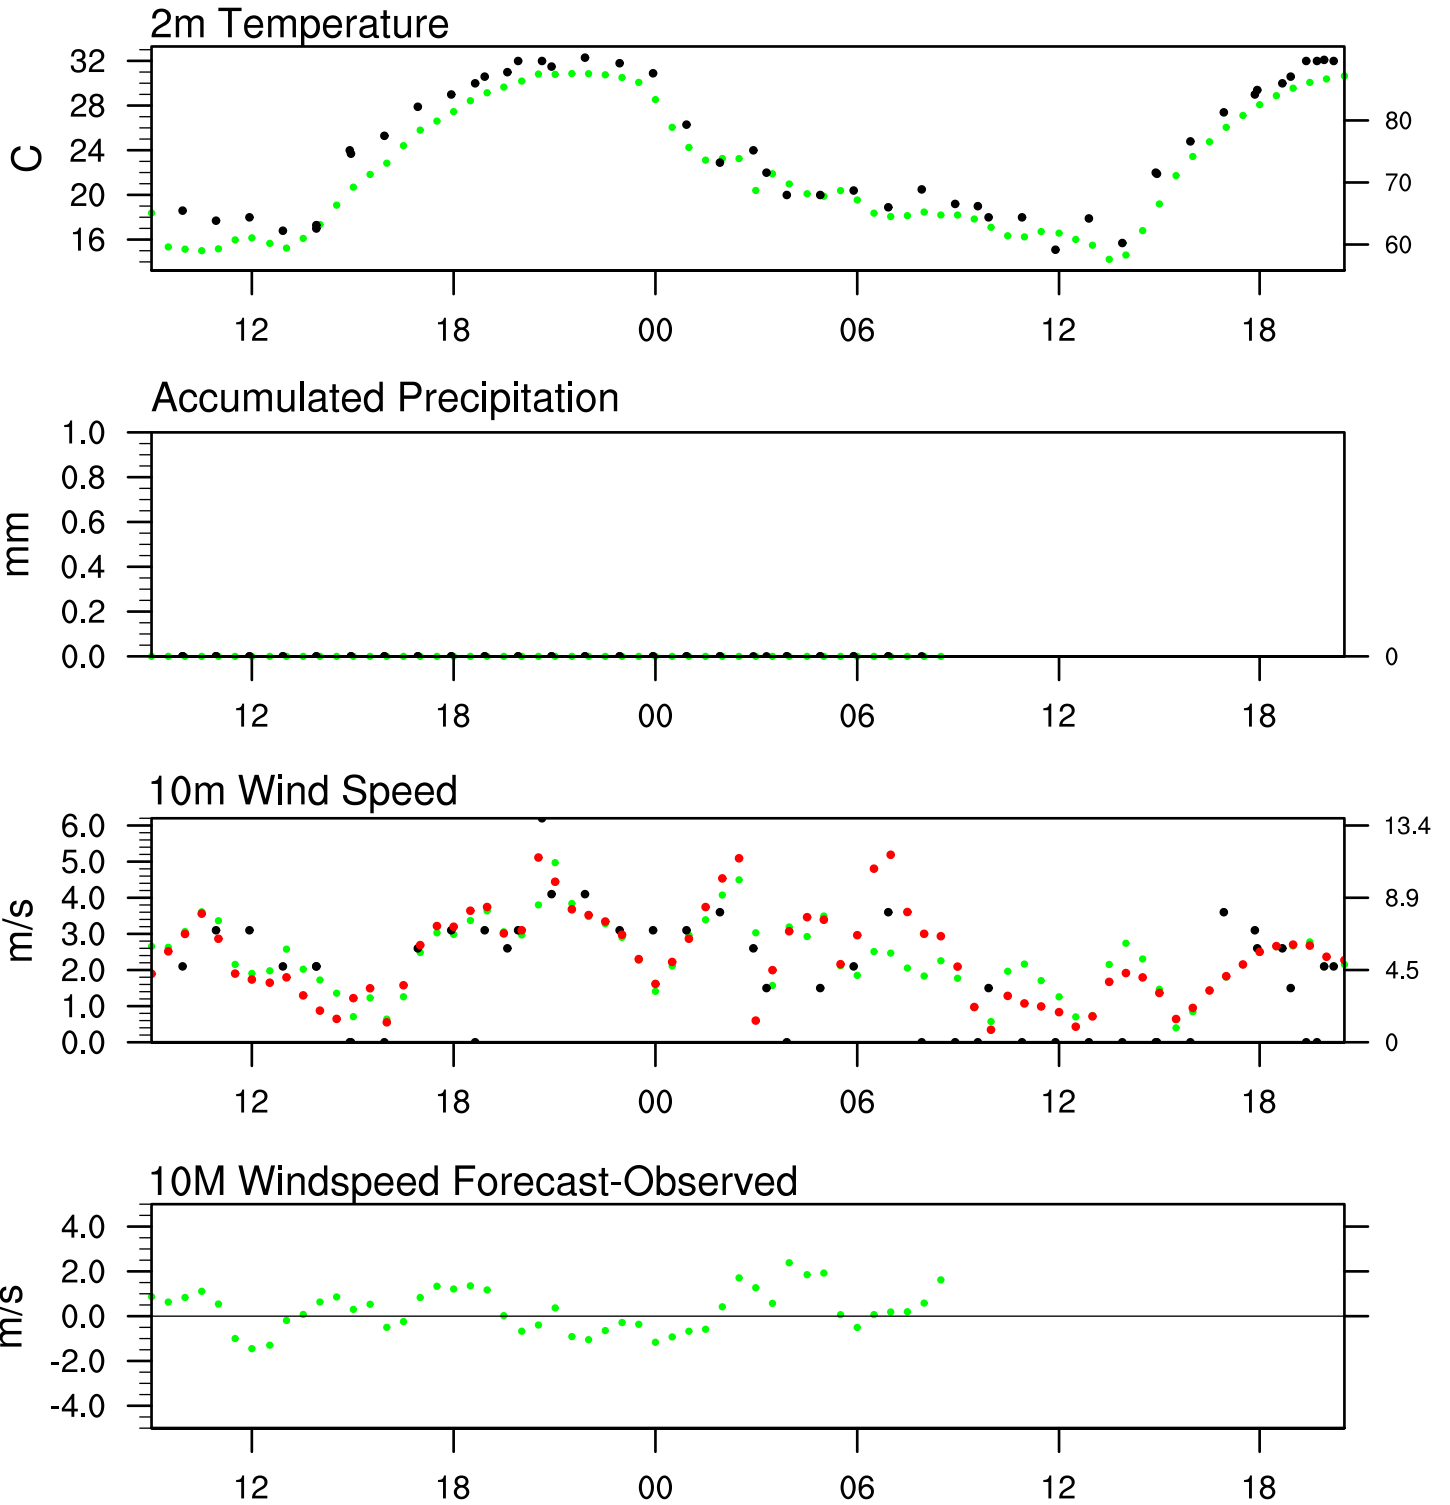 2m Temperature
32
28
24
20
16
C
80
70
60
12 18 00 06 12 18
Accumulated Precipitation
1.0
0.8
0.6
0.4
0.2
0.0
mm
0
12 18 00 06 12 18
10m Wind Speed
6.0
5.0
4.0
3.0
2.0
1.0
0.0
m/s
13.4
8.9
4.5
0
12 18 00 06 12 18
10M Windspeed Forecast-Observed
4.0
2.0
0.0
-2.0
-4.0
m/s
12 18 00 06 12 18